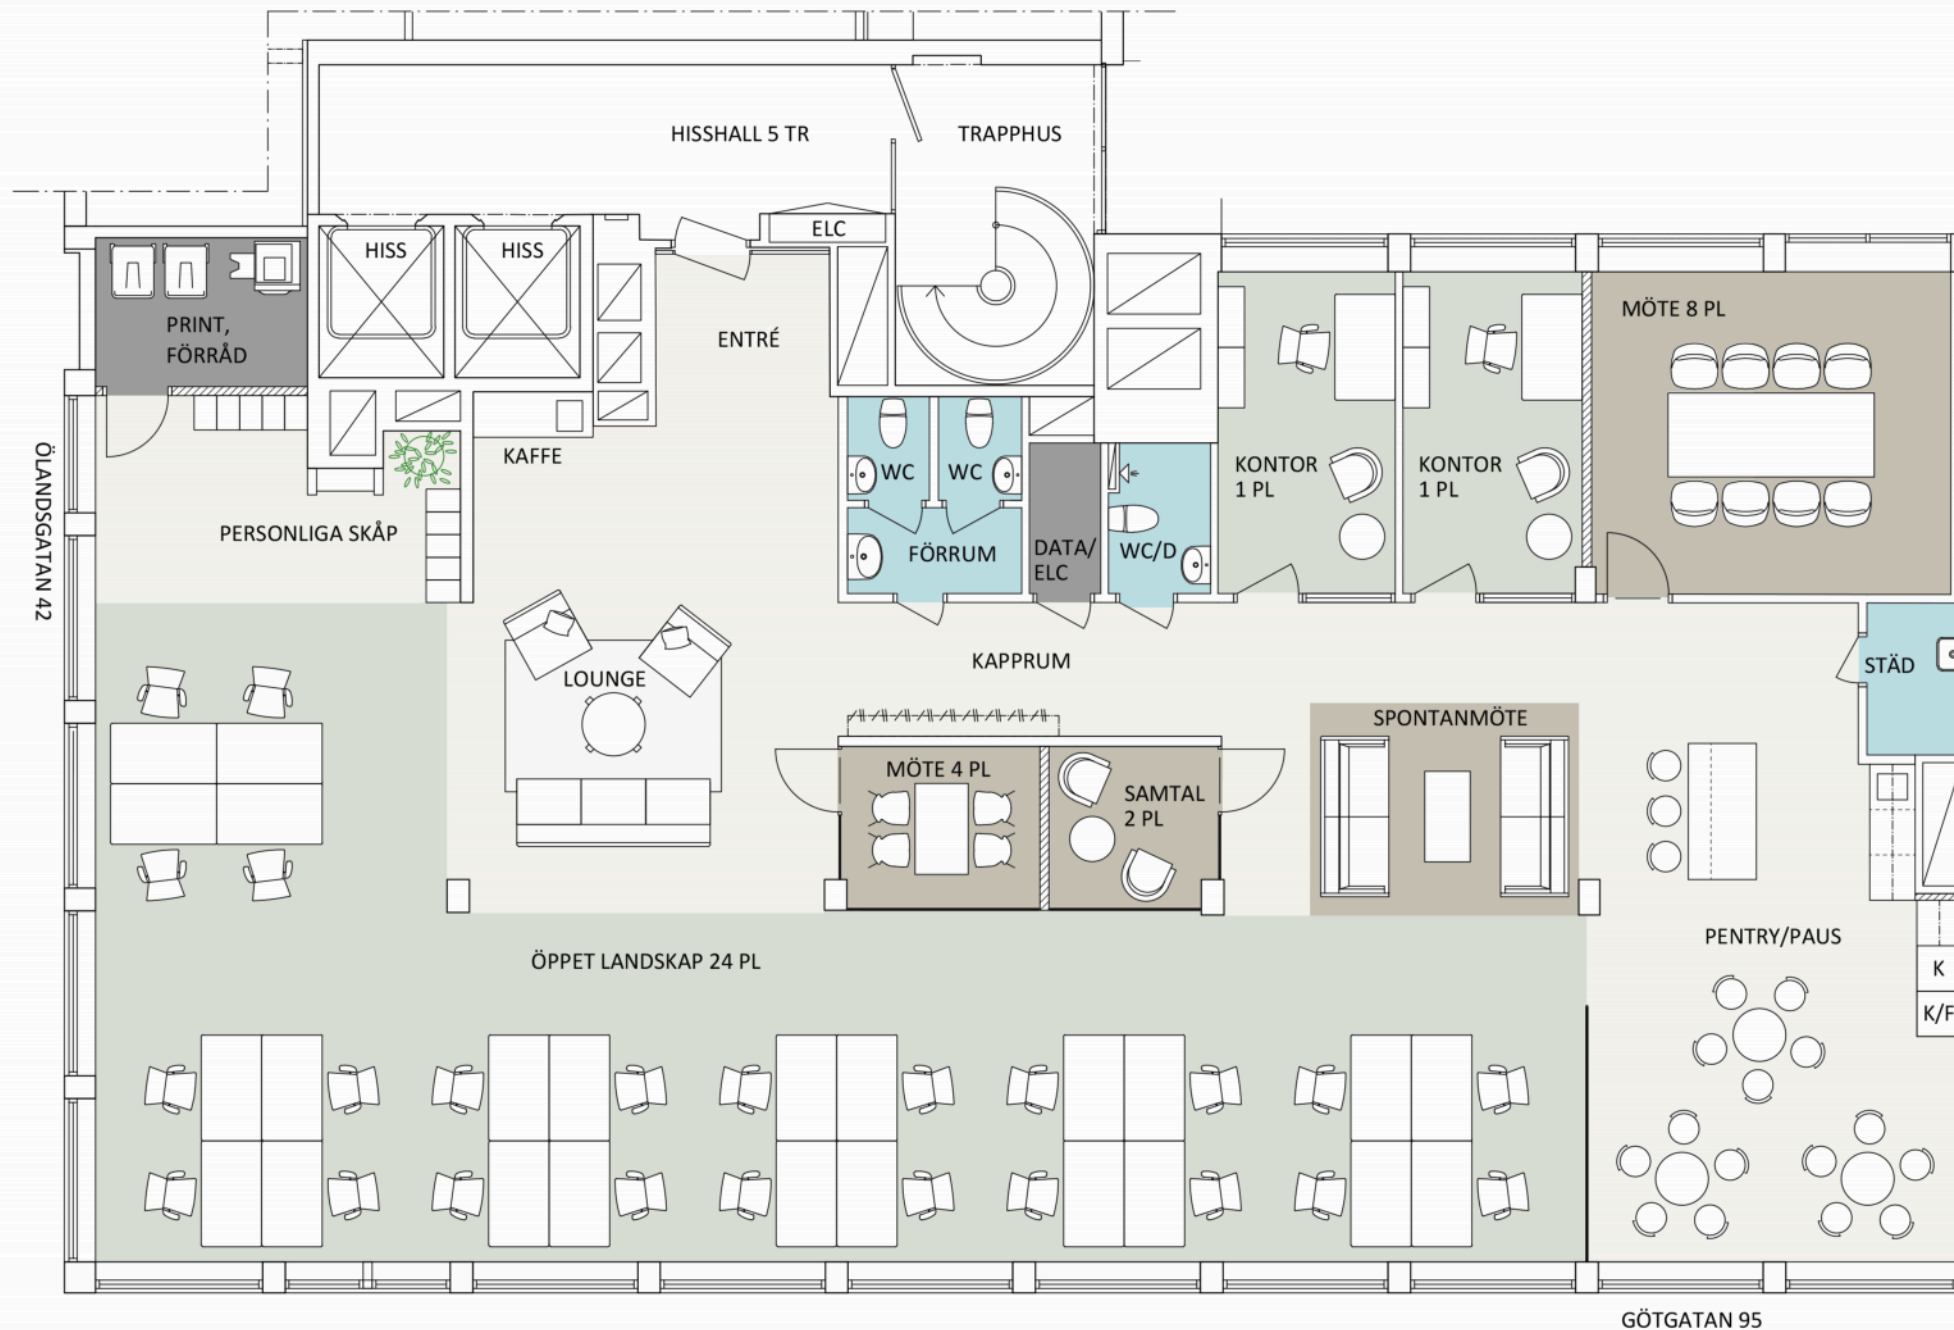 HISSHALL 5 TR
TRAPPHUS
HISS
HISS
ELC
PRINT,
FÖRRÅD
ENTRÉ
MÖTE 8 PL
KAFFE
WC
WC
KONTOR
1 PL
KONTOR
1 PL
ÖLANDSGATAN 42
PERSONLIGA SKÅP
FÖRRUM
DATA/
ELC
WC/D
KAPPRUM
STÄD
LOUNGE
SPONTANMÖTE
MÖTE 4 PL
SAMTAL
2 PL
PENTRY/PAUS
ÖPPET LANDSKAP 24 PL
K
K/F
GÖTGATAN 95